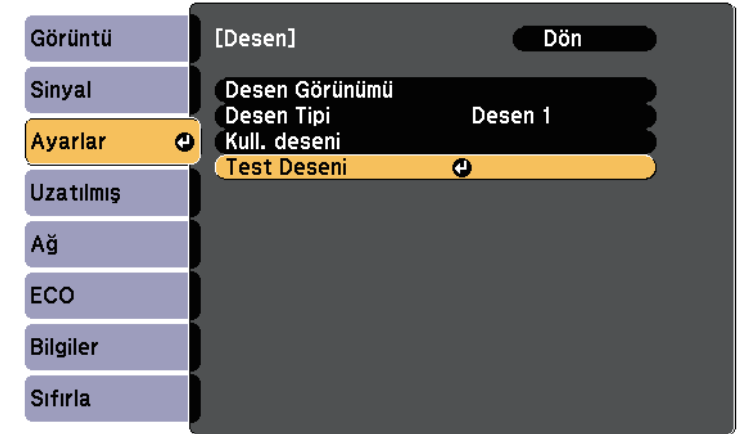 Görüntü
Sinyal
Ayarlar
Uzatılmış
Ağ
ECO
Bilgiler
Sıfırla
[Desen] Dön
Desen Görünümü
Desen Tipi Desen 1
Kull. deseni
Test Deseni